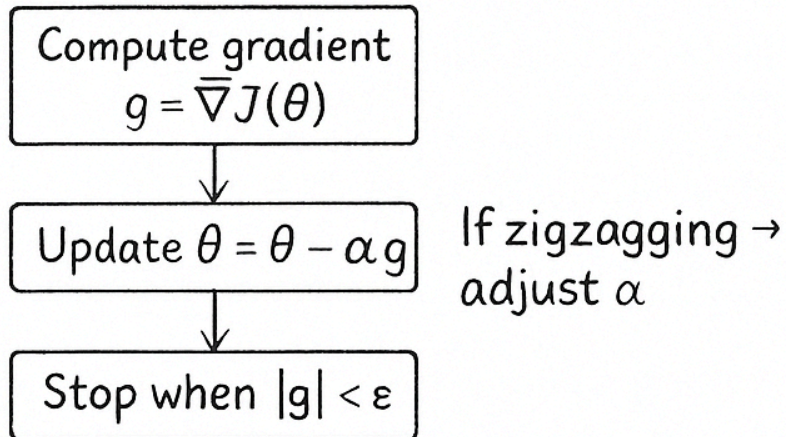 Compute gradient
g = ∇̿J(θ)
Update θ = θ − αg
If zigzagging →
adjust α
Stop when |g| < ε